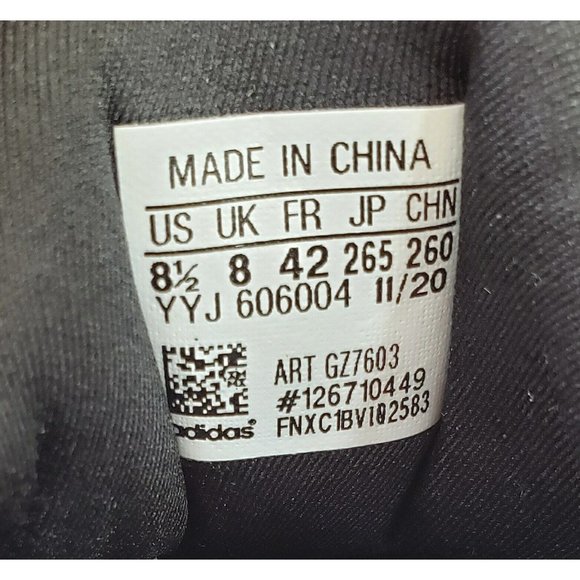 MADE IN CHINA
US UK FR JP CHN
8½ 8 42 265 260
YYJ 606004 11/20
ART GZ7603
#126710449
FNXC1BVI02583
adidas®